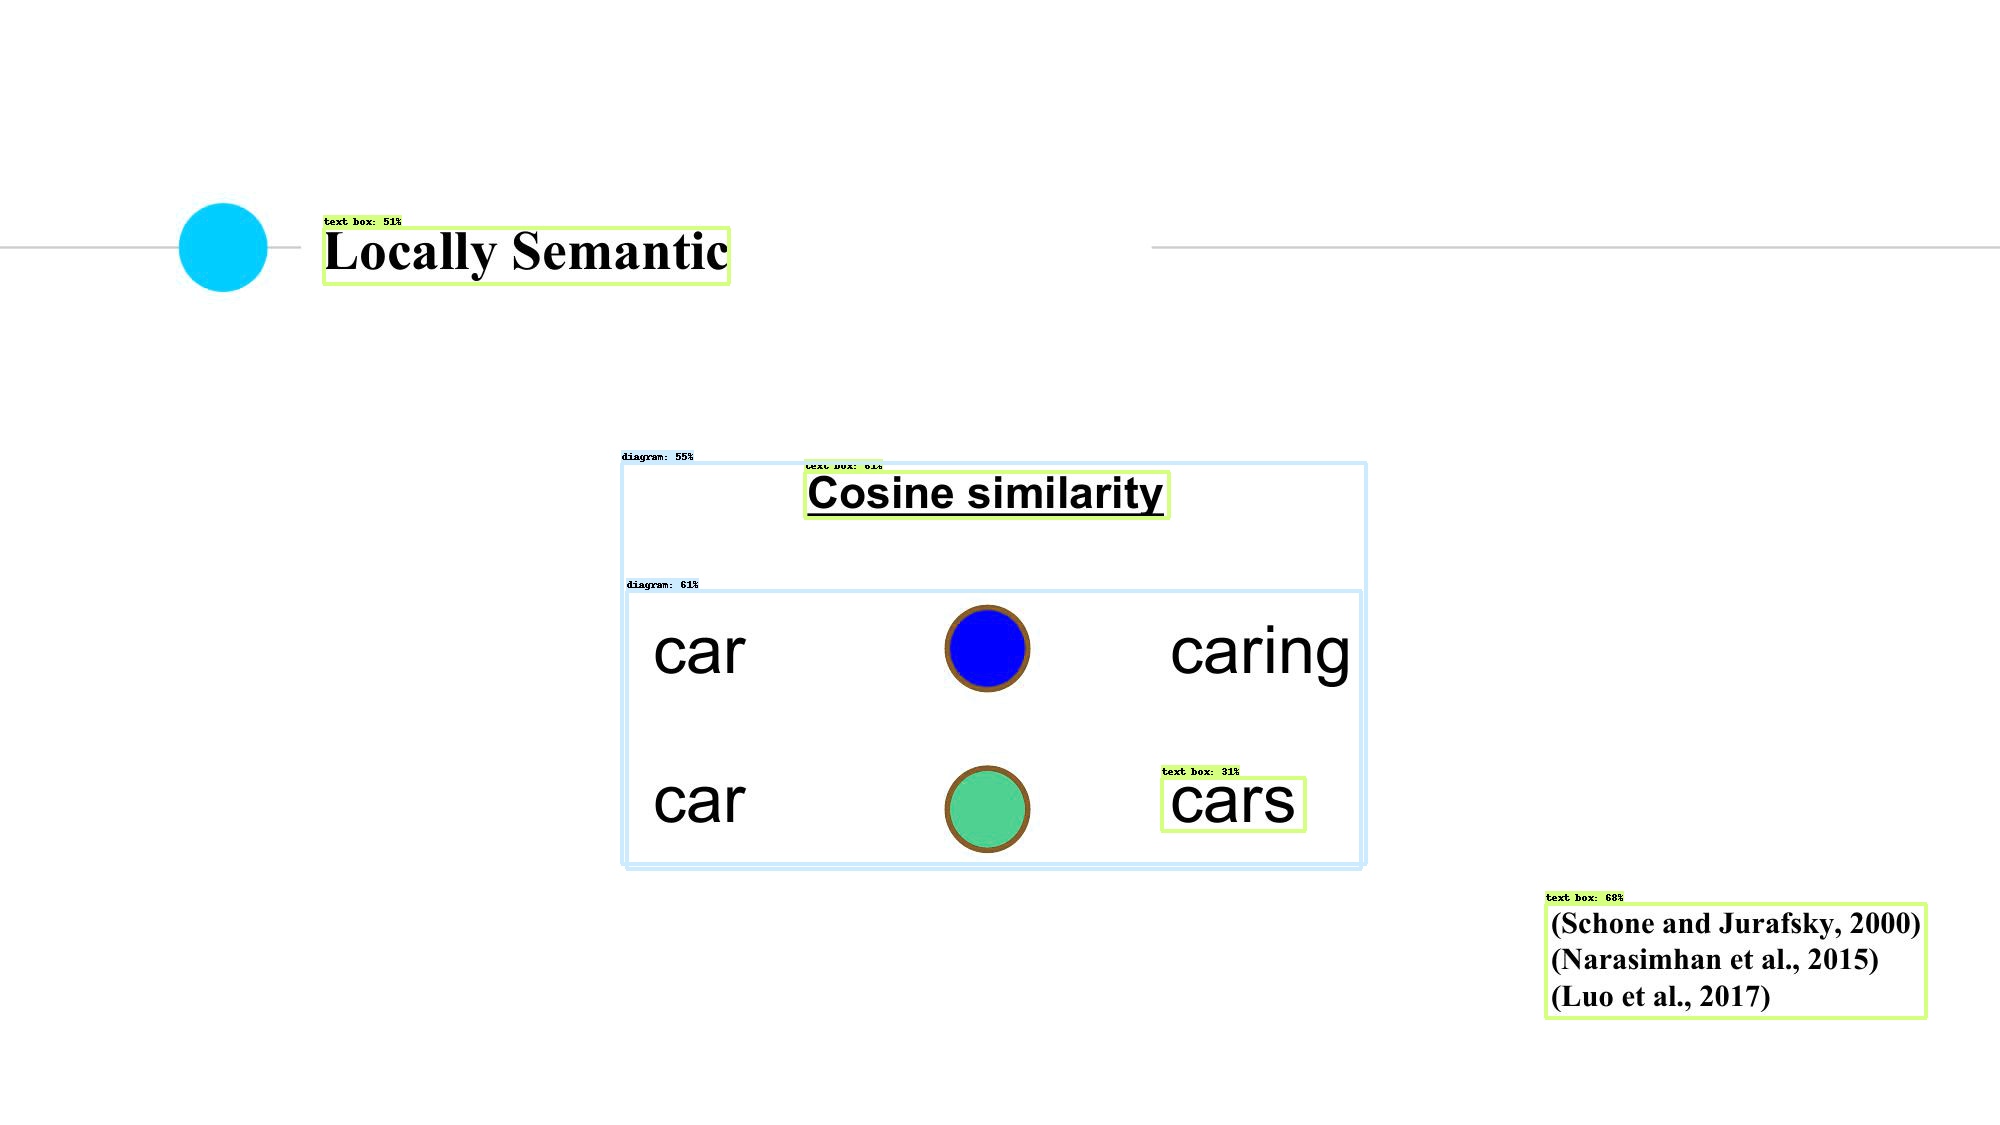 text box: 51%
Locally Semantic
diagram: 55%
text box: 61%
Cosine similarity
diagram: 61%
car caring
text box: 31%
car cars
text box: 68%
(Schone and Jurafsky, 2000)
(Narasimhan et al., 2015)
(Luo et al., 2017)